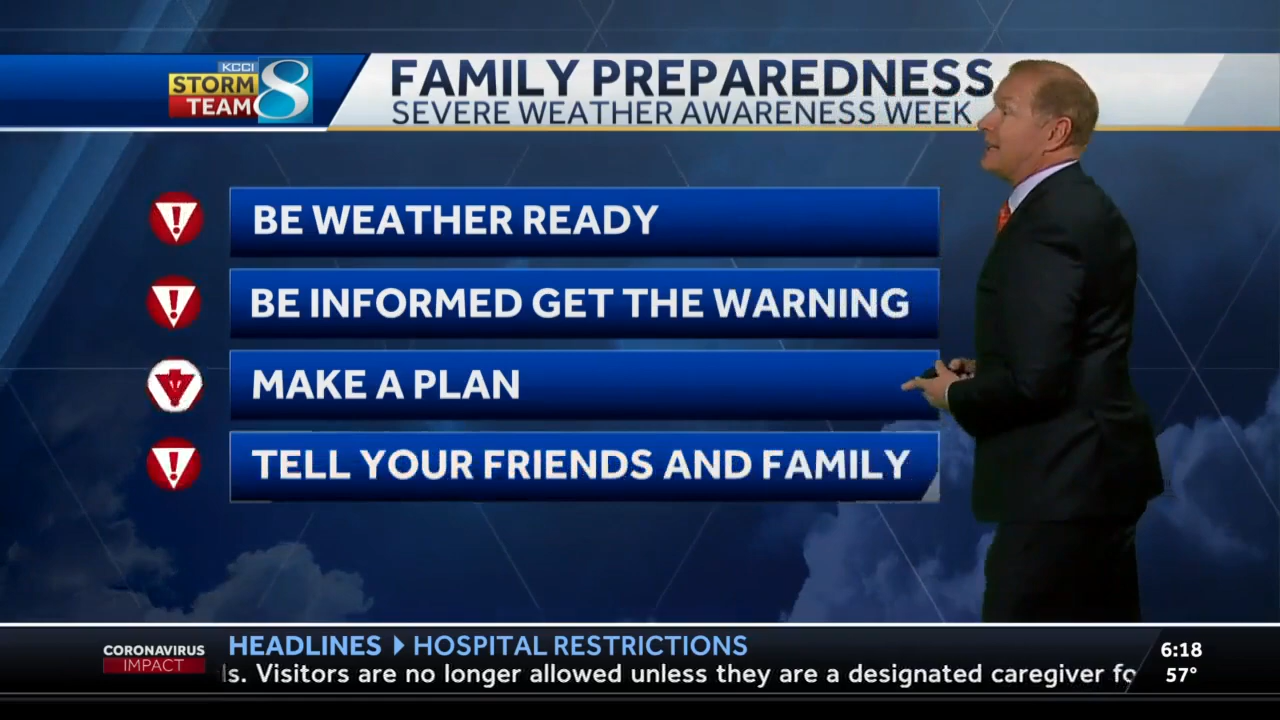 KCCI
STORM
TEAM 8
FAMILY PREPAREDNESS
SEVERE WEATHER AWARENESS WEEK
! BE WEATHER READY
! BE INFORMED GET THE WARNING
MAKE A PLAN
! TELL YOUR FRIENDS AND FAMILY
CORONAVIRUS
IMPACT
HEADLINES HOSPITAL RESTRICTIONS
ls. Visitors are no longer allowed unless they are a designated caregiver fo
6:18
57°